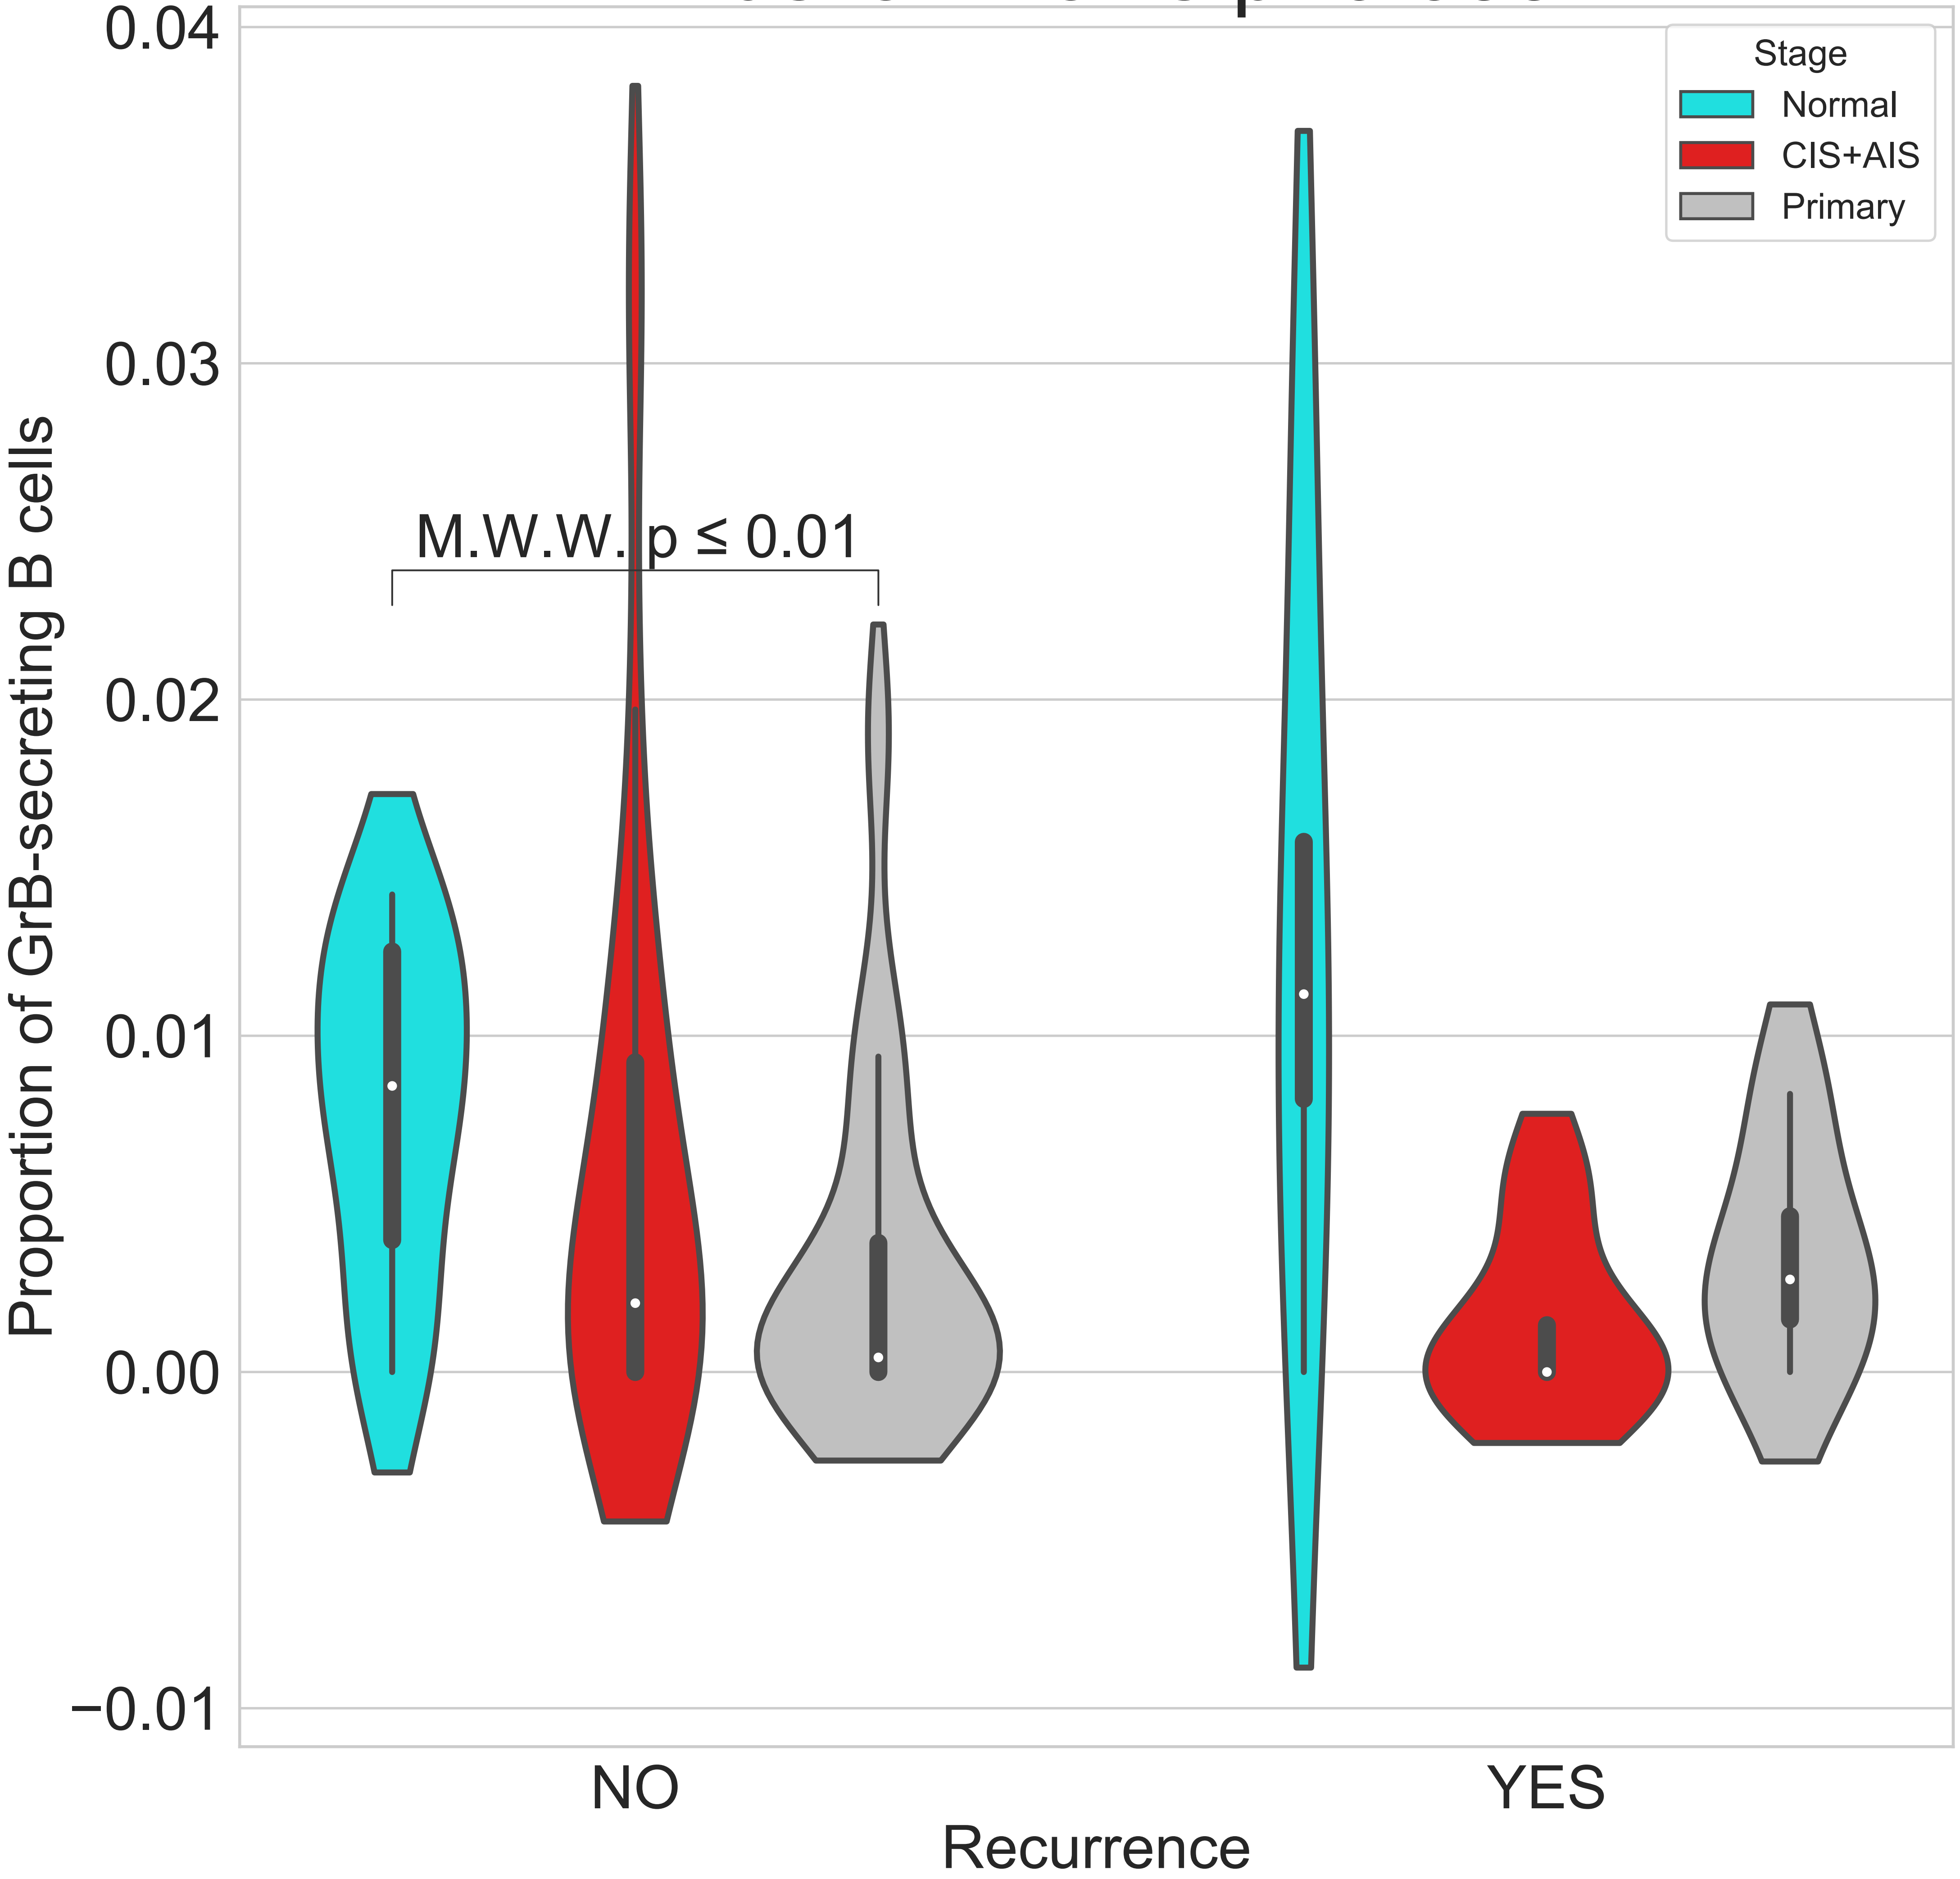 0.04
0.03
0.02
0.01
0.00
−0.01
Proportion of GrB-secreting B cells
Stage
Normal
CIS+AIS
Primary
M.W.W. p ≤ 0.01
NO
YES
Recurrence